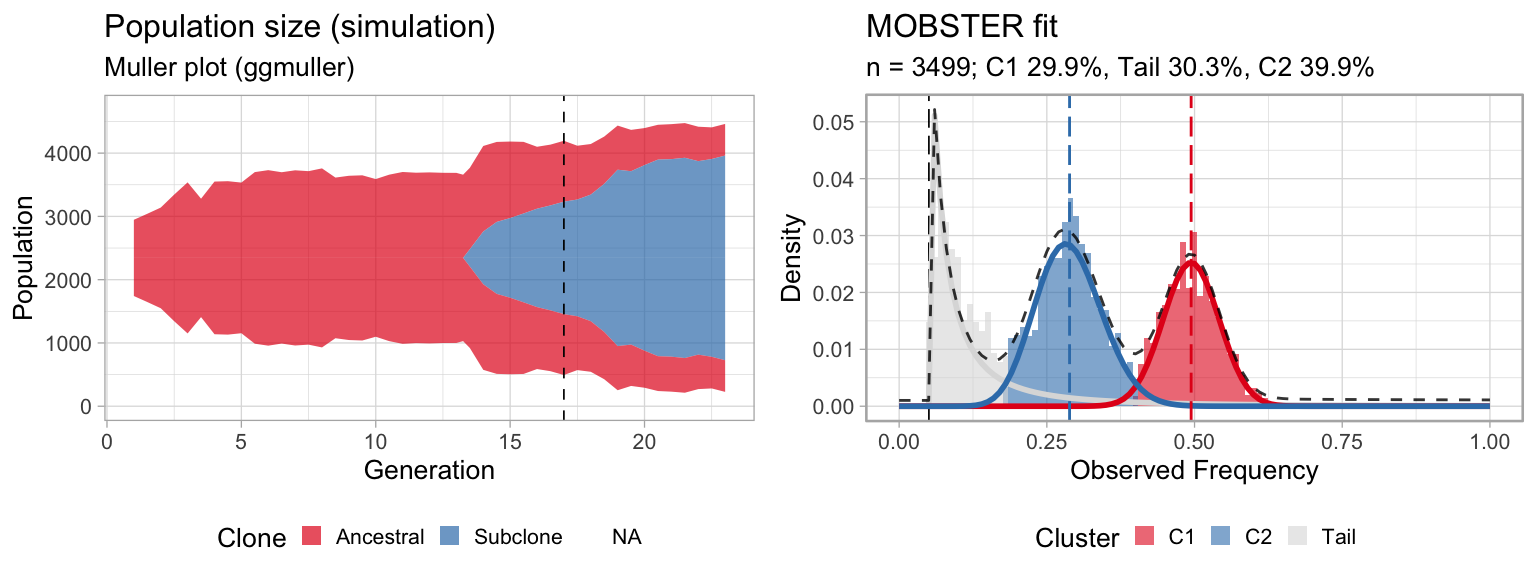 Population size (simulation)
Muller plot (ggmuller)
Population
4000
3000
2000
1000
0
0 5 10 15 20
Generation
Clone Ancestral Subclone NA
MOBSTER fit
n = 3499; C1 29.9%, Tail 30.3%, C2 39.9%
Density
0.05
0.04
0.03
0.02
0.01
0.00
0.00 0.25 0.50 0.75 1.00
Observed Frequency
Cluster C1 C2 Tail